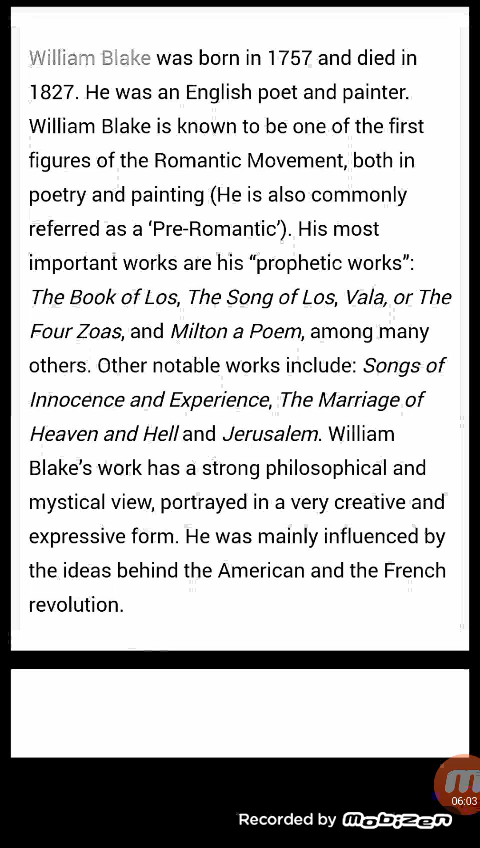 William Blake was born in 1757 and died in
1827. He was an English poet and painter.
William Blake is known to be one of the first
figures of the Romantic Movement, both in
poetry and painting (He is also commonly
referred as a ‘Pre-Romantic’). His most
important works are his “prophetic works”:
The Book of Los, The Song of Los, Vala, or The
Four Zoas, and Milton a Poem, among many
others. Other notable works include: Songs of
Innocence and Experience, The Marriage of
Heaven and Hell and Jerusalem. William
Blake’s work has a strong philosophical and
mystical view, portrayed in a very creative and
expressive form. He was mainly influenced by
the ideas behind the American and the French
revolution.
m
06:03
Recorded by Mobizen